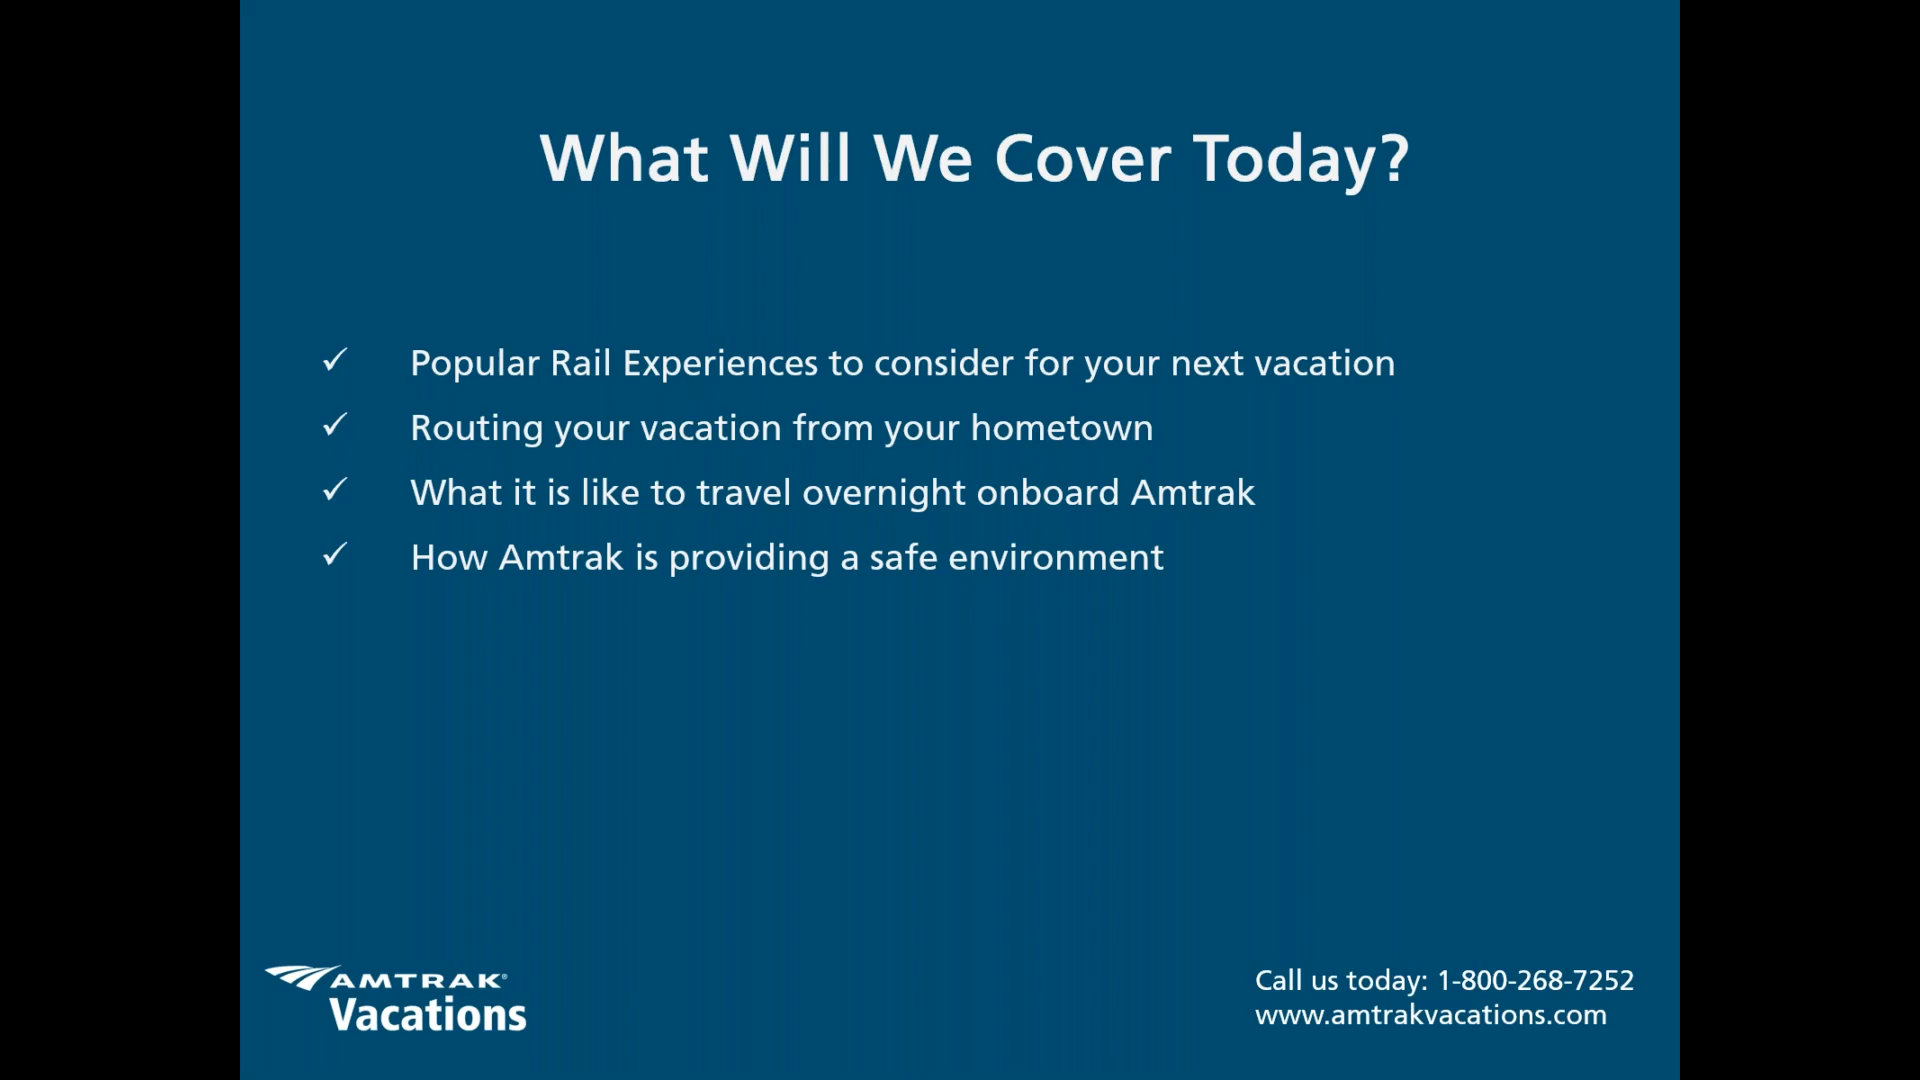 What Will We Cover Today?
✓ Popular Rail Experiences to consider for your next vacation
✓ Routing your vacation from your hometown
✓ What it is like to travel overnight onboard Amtrak
✓ How Amtrak is providing a safe environment
AMTRAK®
Vacations
Call us today: 1-800-268-7252
www.amtrakvacations.com